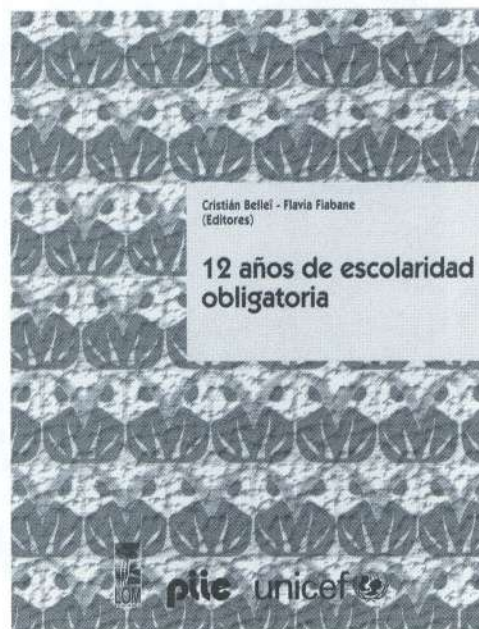 Cristián Bellei - Flavia Fiabane
(Editores)
12 años de escolaridad
obligatoria
LOM
piie unicef